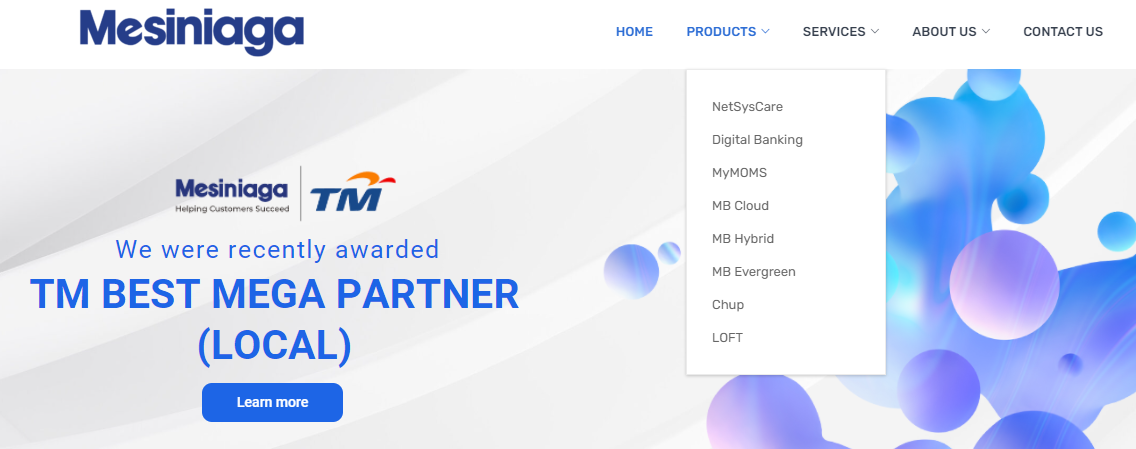 Mesiniaga
HOME PRODUCTS SERVICES ABOUT US CONTACT US
NetSysCare
Digital Banking
MyMOMS
MB Cloud
MB Hybrid
MB Evergreen
Chup
LOFT
Mesiniaga
Helping Customers Succeed
TM
We were recently awarded
TM BEST MEGA PARTNER
(LOCAL)
Learn more